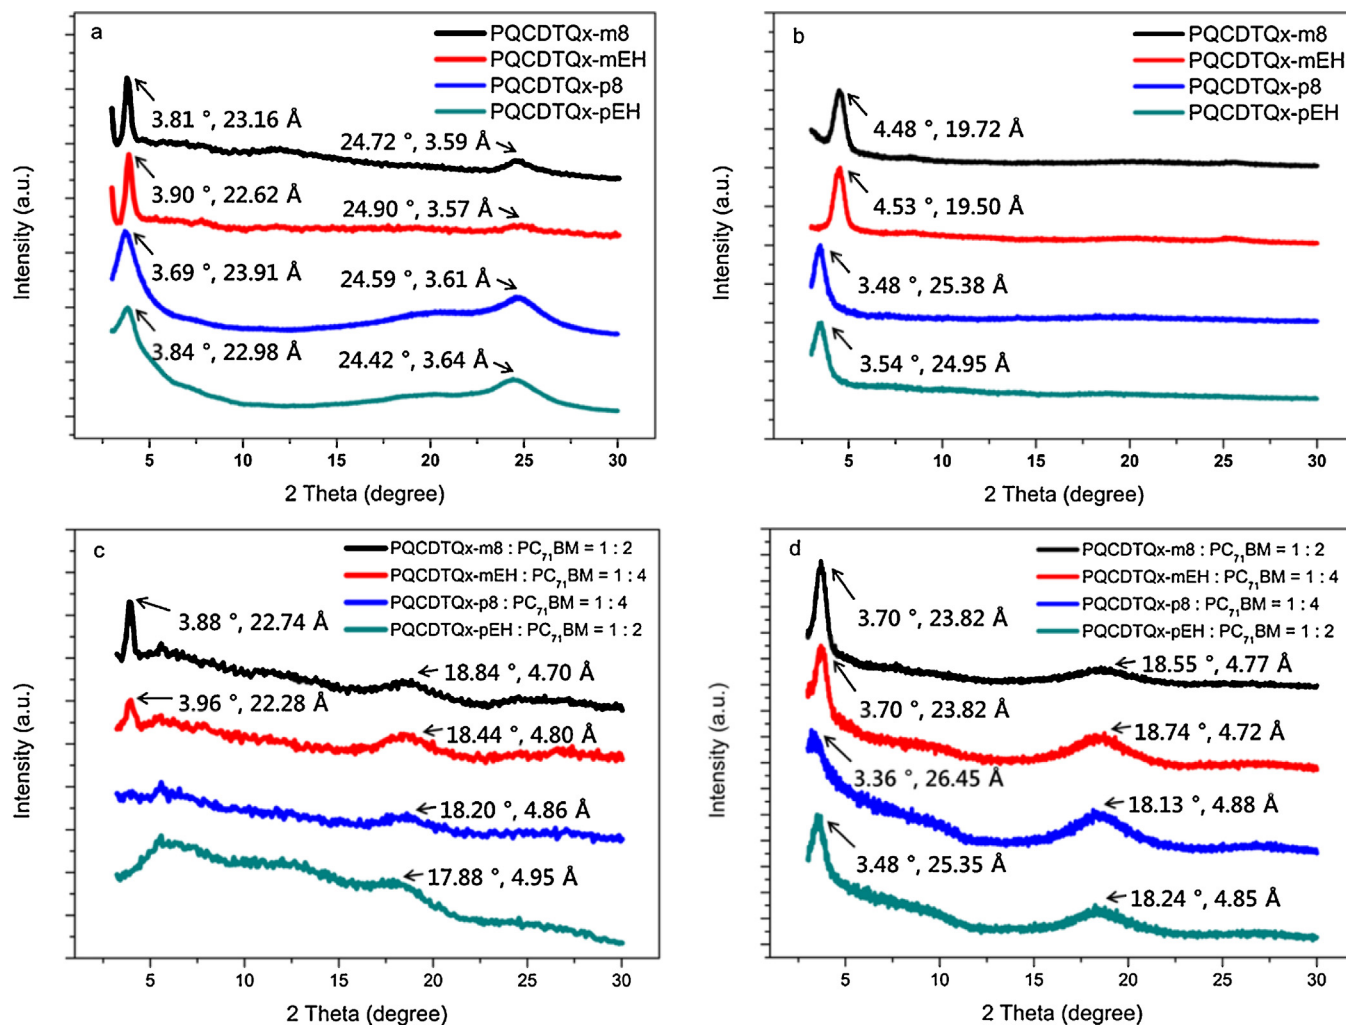 a
PQCDTQx-m8
PQCDTQx-mEH
PQCDTQx-p8
PQCDTQx-pEH
3.81 °, 23.16 Å
24.72 °, 3.59 Å
3.90 °, 22.62 Å
24.90 °, 3.57 Å
3.69 °, 23.91 Å
24.59 °, 3.61 Å
3.84 °, 22.98 Å
24.42 °, 3.64 Å
Intensity (a.u.)
5 10 15 20 25 30
2 Theta (degree)
b
PQCDTQx-m8
PQCDTQx-mEH
PQCDTQx-p8
PQCDTQx-pEH
4.48 °, 19.72 Å
4.53 °, 19.50 Å
3.48 °, 25.38 Å
3.54 °, 24.95 Å
Intensity (a.u.)
5 10 15 20 25 30
2 Theta (degree)
c
PQCDTQx-m8 : PC₇₁BM = 1 : 2
PQCDTQx-mEH : PC₇₁BM = 1 : 4
PQCDTQx-p8 : PC₇₁BM = 1 : 4
PQCDTQx-pEH : PC₇₁BM = 1 : 2
3.88 °, 22.74 Å
18.84 °, 4.70 Å
3.96 °, 22.28 Å
18.44 °, 4.80 Å
18.20 °, 4.86 Å
17.88 °, 4.95 Å
Intensity (a.u.)
5 10 15 20 25 30
2 Theta (degree)
d
PQCDTQx-m8 : PC₇₁BM = 1 : 2
PQCDTQx-mEH : PC₇₁BM = 1 : 4
PQCDTQx-p8 : PC₇₁BM = 1 : 4
PQCDTQx-pEH : PC₇₁BM = 1 : 2
3.70 °, 23.82 Å
18.55 °, 4.77 Å
3.70 °, 23.82 Å
18.74 °, 4.72 Å
3.36 °, 26.45 Å
18.13 °, 4.88 Å
3.48 °, 25.35 Å
18.24 °, 4.85 Å
Intensity (a.u.)
5 10 15 20 25 30
2 Theta (degree)